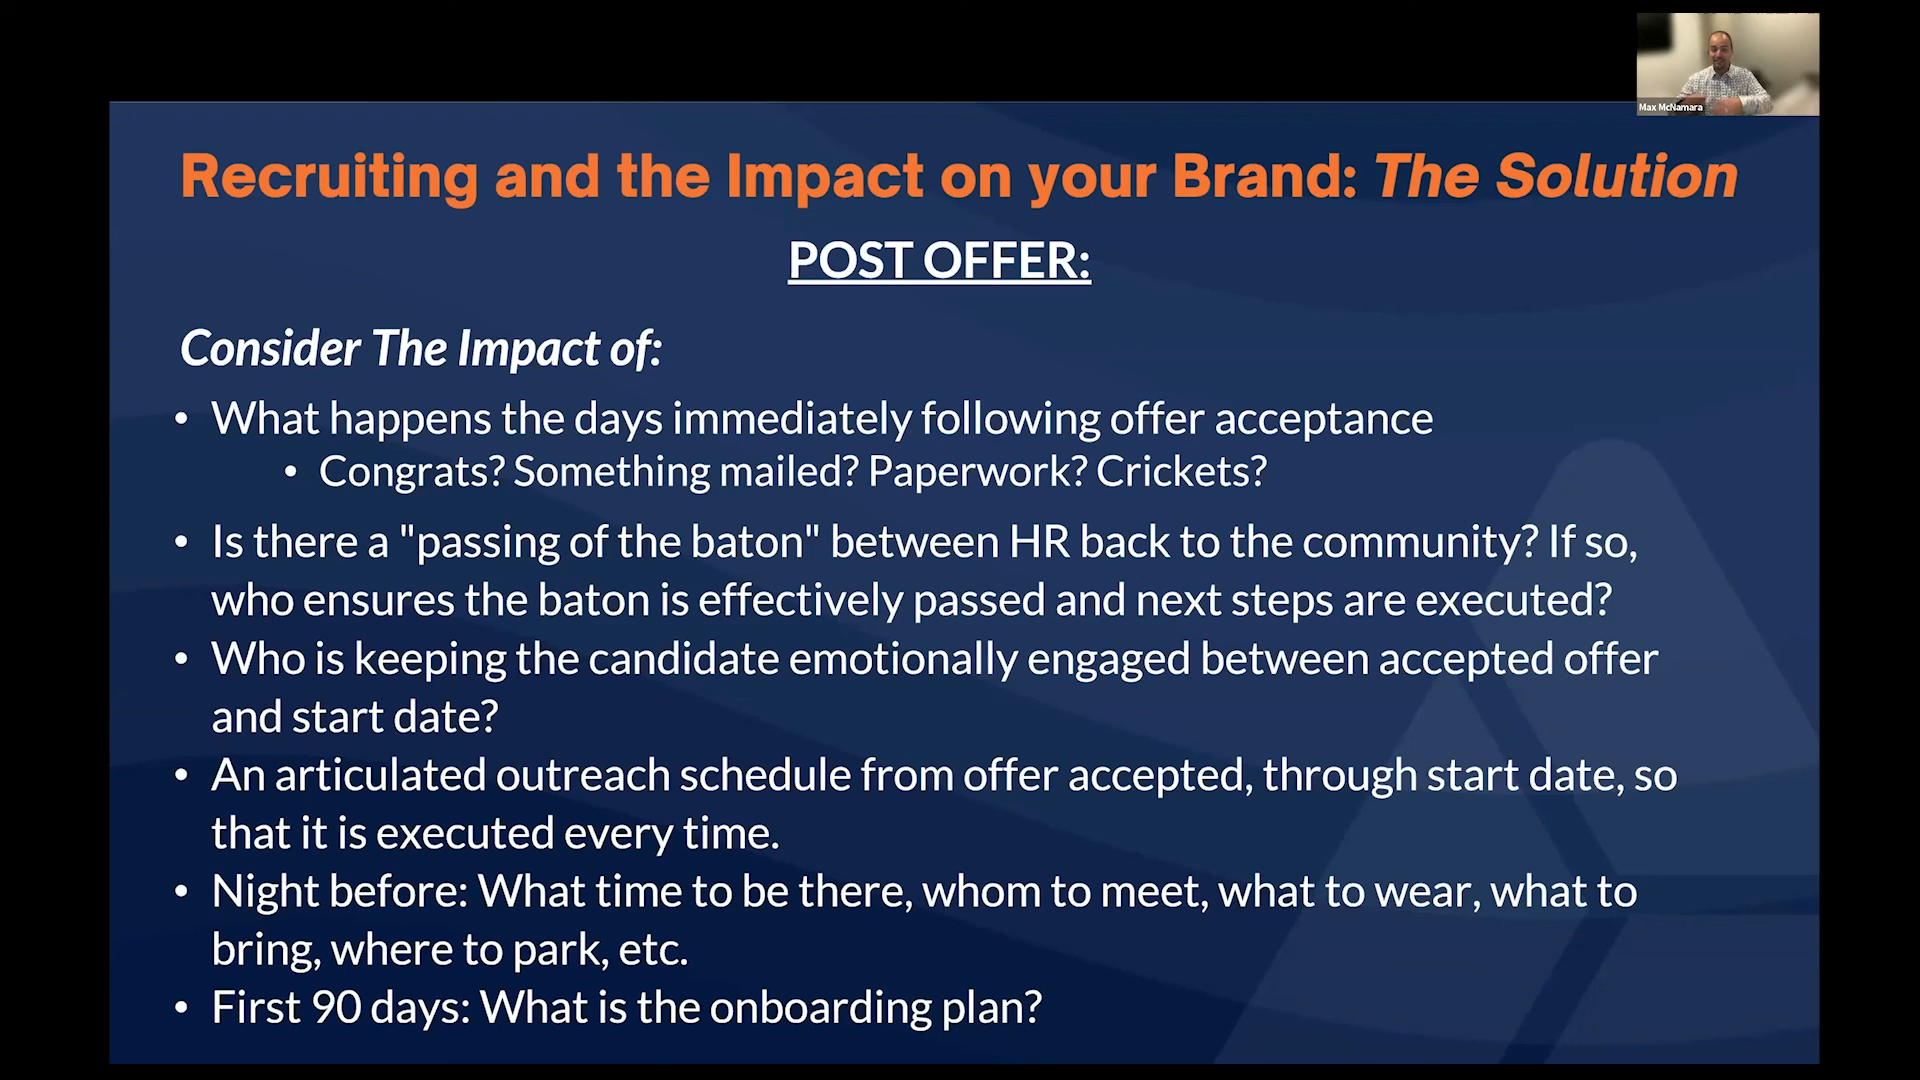 Max McNamara
Recruiting and the Impact on your Brand: The Solution
POST OFFER:
Consider The Impact of:
• What happens the days immediately following offer acceptance
• Congrats? Something mailed? Paperwork? Crickets?
• Is there a "passing of the baton" between HR back to the community? If so,
who ensures the baton is effectively passed and next steps are executed?
• Who is keeping the candidate emotionally engaged between accepted offer
and start date?
• An articulated outreach schedule from offer accepted, through start date, so
that it is executed every time.
• Night before: What time to be there, whom to meet, what to wear, what to
bring, where to park, etc.
• First 90 days: What is the onboarding plan?